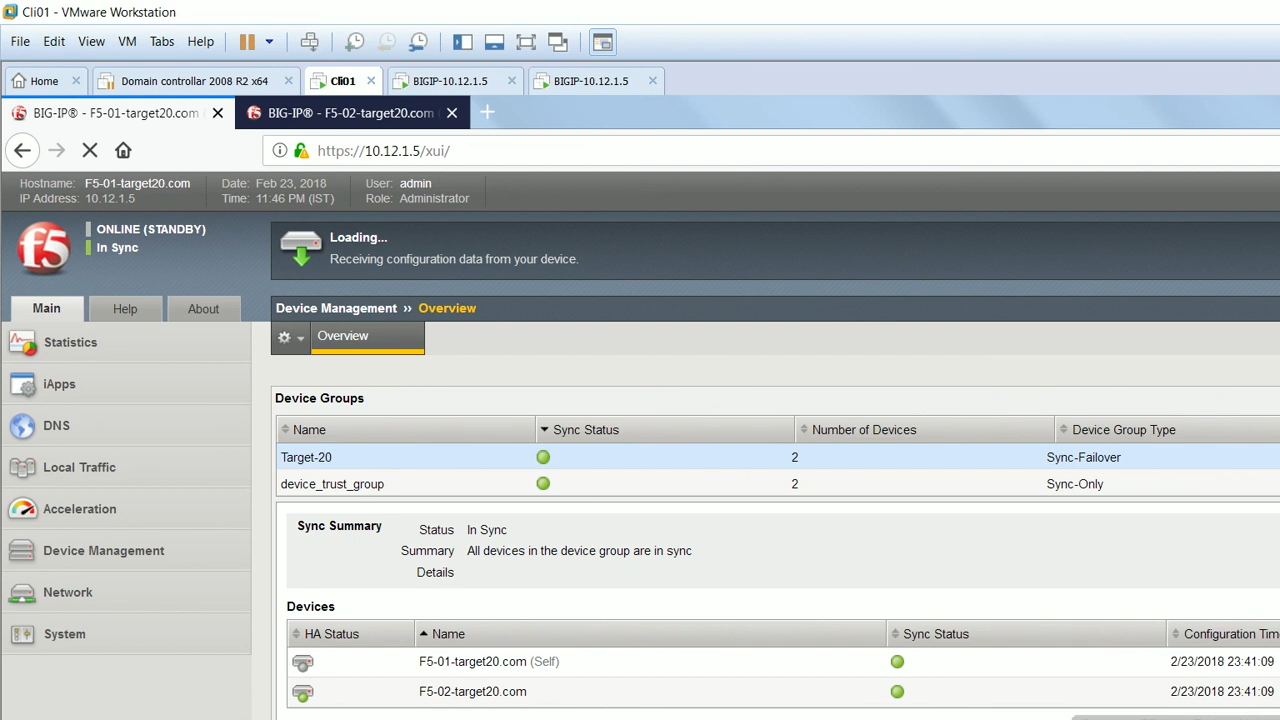 Cli01 - VMware Workstation
File Edit View VM Tabs Help
Home Domain controllar 2008 R2 x64 Cli01 BIGIP-10.12.1.5 BIGIP-10.12.1.5
BIG-IP® - F5-01-target20.com BIG-IP® - F5-02-target20.com
https://10.12.1.5/xui/
Hostname: F5-01-target20.com Date: Feb 23, 2018 User: admin
IP Address: 10.12.1.5 Time: 11:46 PM (IST) Role: Administrator
f5 ONLINE (STANDBY)
In Sync
Loading...
Receiving configuration data from your device.
Main Help About
Device Management ›› Overview
Overview
Statistics
iApps
DNS
Local Traffic
Acceleration
Device Management
Network
System
Device Groups
Name Sync Status Number of Devices Device Group Type
Target-20 2 Sync-Failover
device_trust_group 2 Sync-Only
Sync Summary Status In Sync
Summary All devices in the device group are in sync
Details
Devices
HA Status Name Sync Status Configuration Tim
F5-01-target20.com (Self) 2/23/2018 23:41:09
F5-02-target20.com 2/23/2018 23:41:09